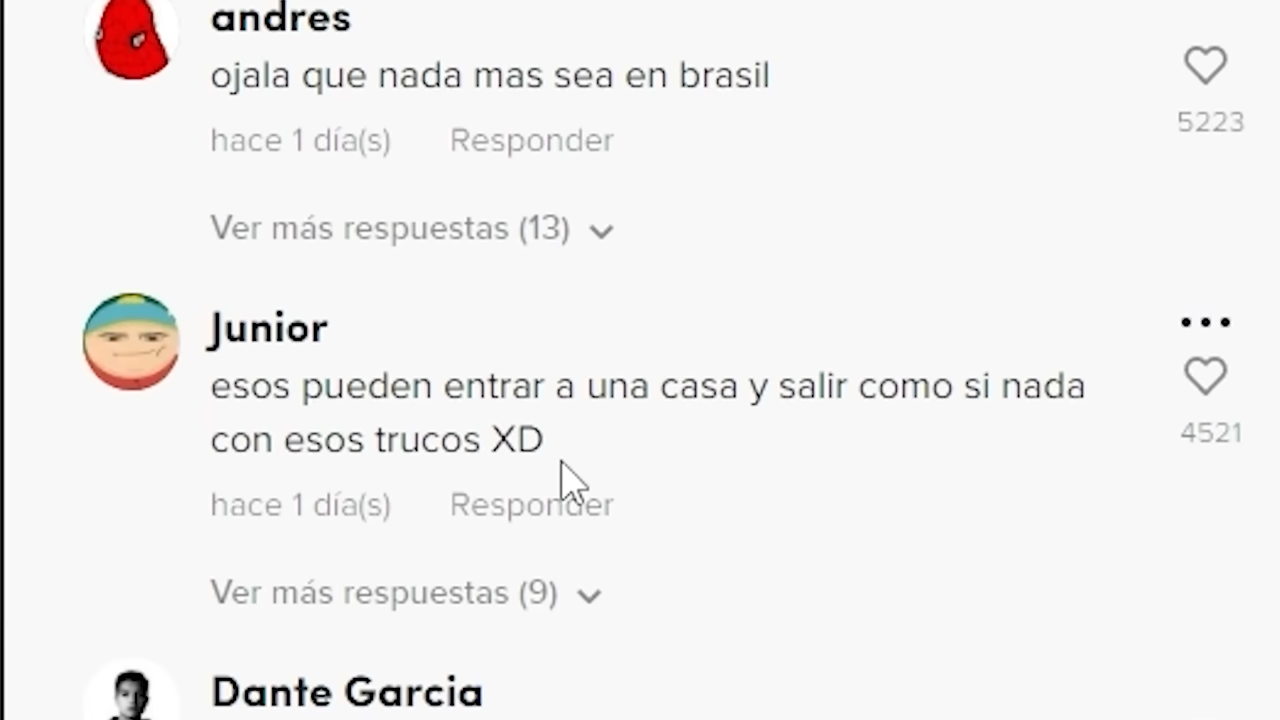 andres
ojala que nada mas sea en brasil
5223
hace 1 día(s) Responder
Ver más respuestas (13)
Junior
esos pueden entrar a una casa y salir como si nada
con esos trucos XD
4521
hace 1 día(s) Responder
Ver más respuestas (9)
Dante Garcia